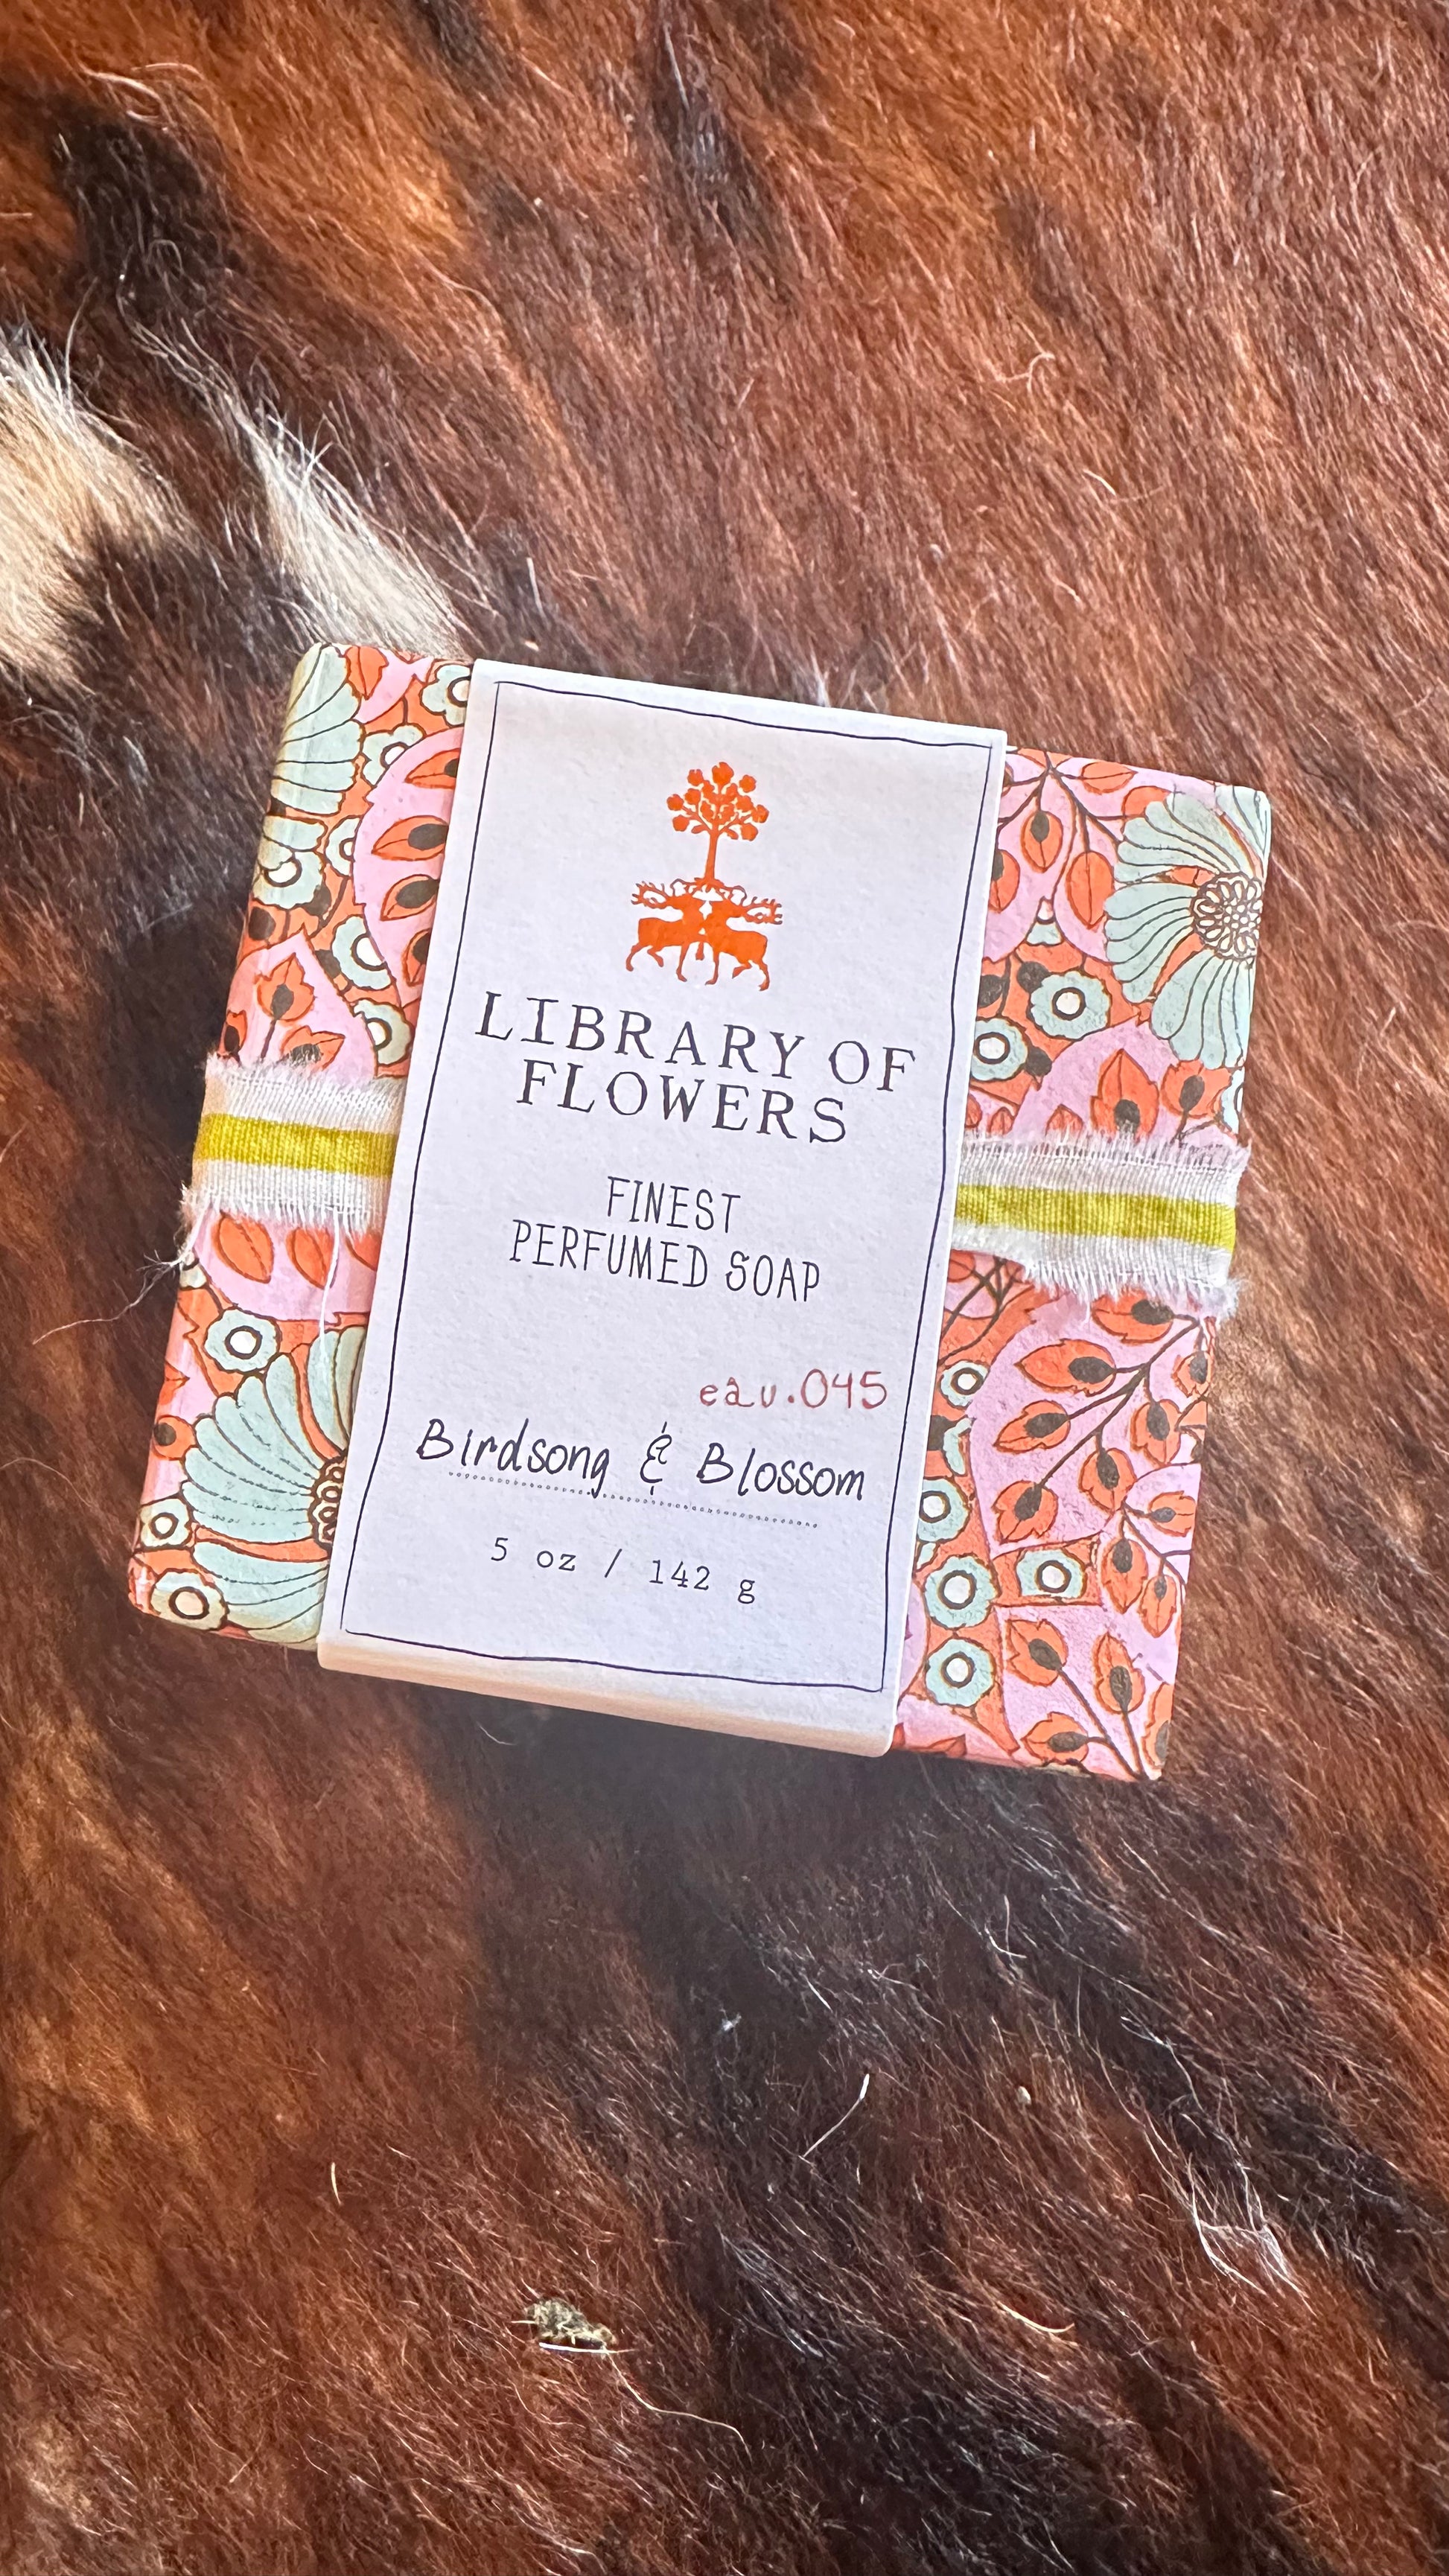 LIBRARY OF
FLOWERS
FINEST
PERFUMED SOAP
eau.045
Birdsong & Blossom
5 oz / 142 g